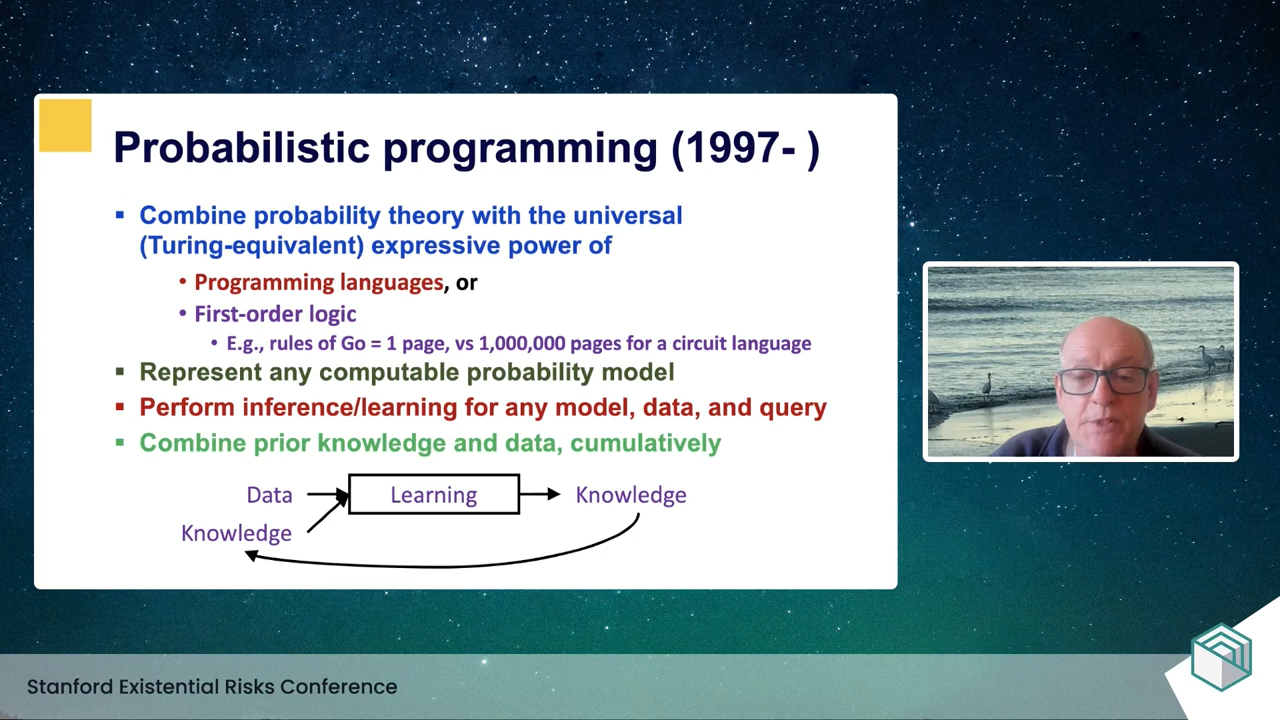 Probabilistic programming (1997- )
▪ Combine probability theory with the universal
(Turing-equivalent) expressive power of
• Programming languages, or
• First-order logic
• E.g., rules of Go = 1 page, vs 1,000,000 pages for a circuit language
▪ Represent any computable probability model
▪ Perform inference/learning for any model, data, and query
▪ Combine prior knowledge and data, cumulatively
Data Learning Knowledge
Knowledge
Stanford Existential Risks Conference